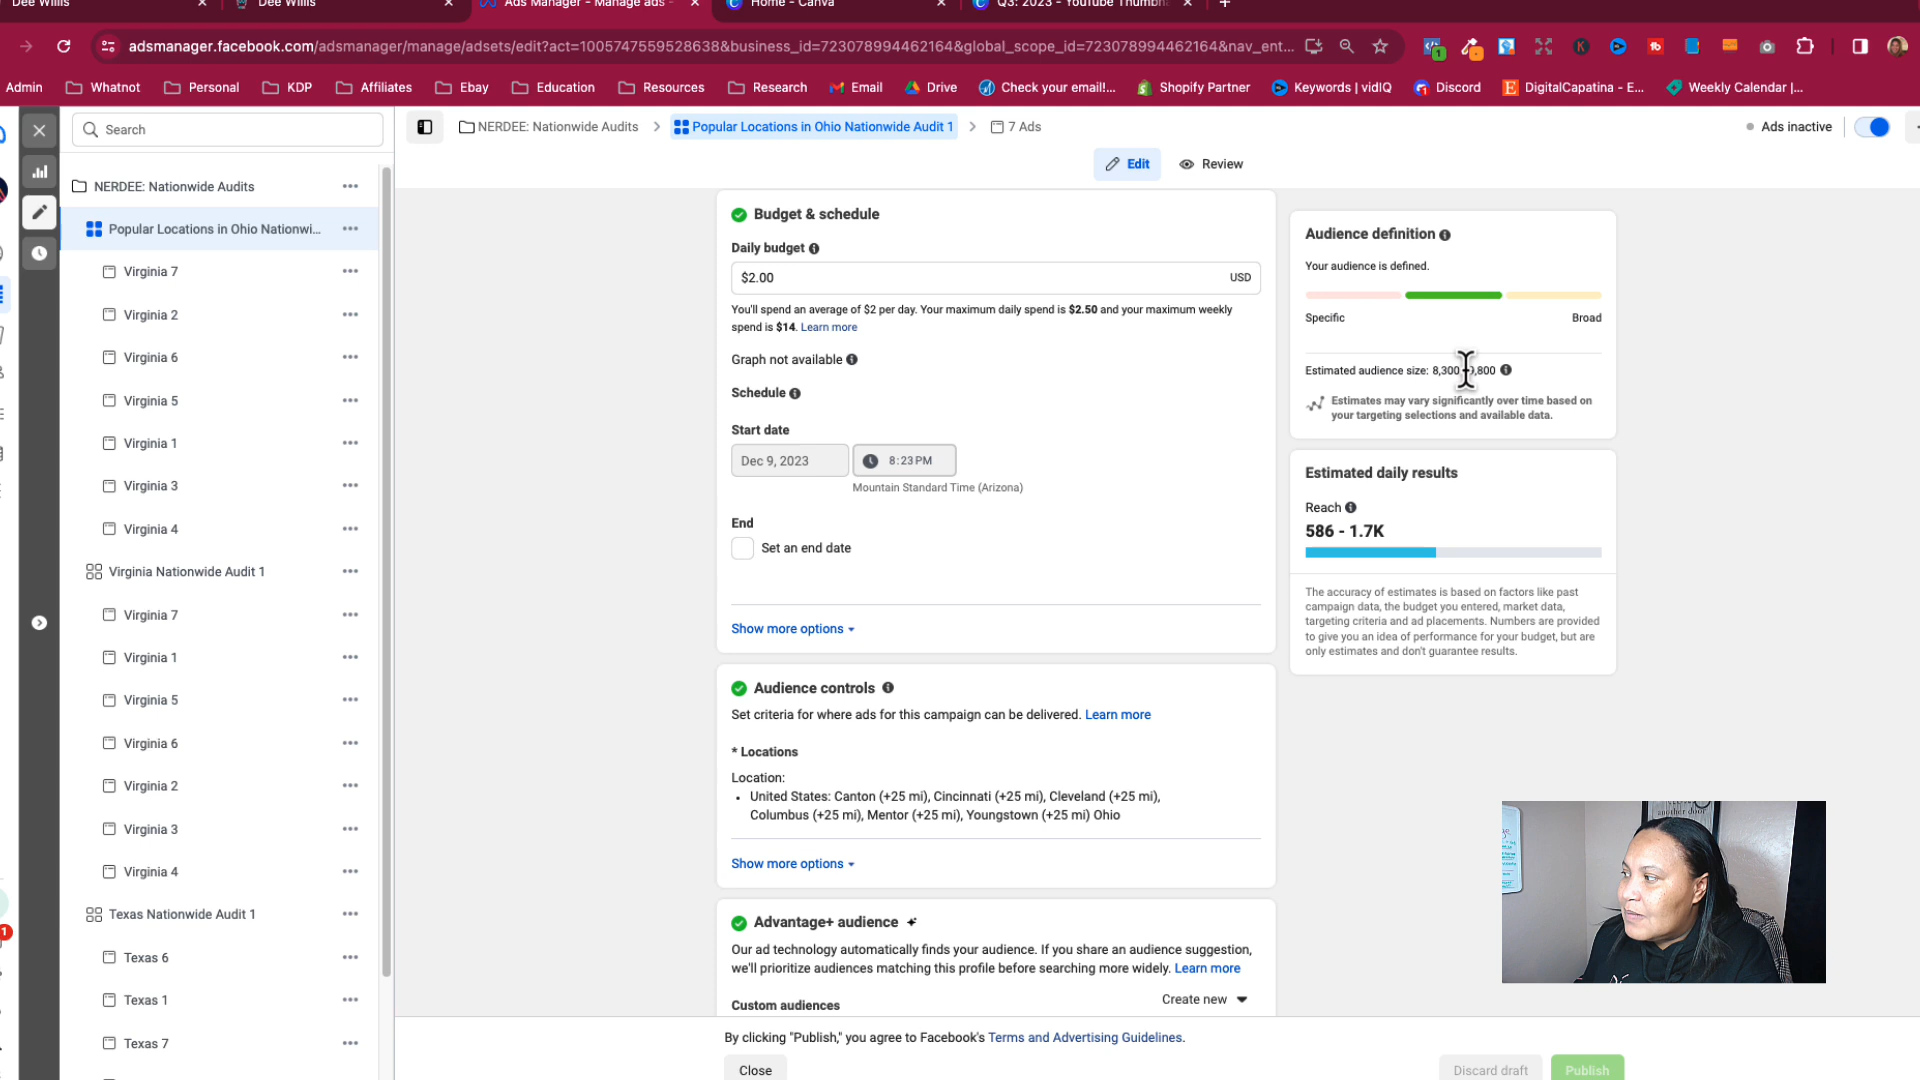 Dee Willis
Dee Willis
Ads Manager - Manage ads -
Home - Canva
Q3: 2023 - YouTube Thumbn
adsmanager.facebook.com/adsmanager/manage/adsets/edit?act=1005747559528638&business_id=723078994462164&global_scope_id=723078994462164&nav_ent...
Admin
Whatnot
Personal
KDP
Affiliates
Ebay
Education
Resources
Research
Email
Drive
Check your email!...
Shopify Partner
Keywords | vidIQ
Discord
DigitalCapatina - E...
Weekly Calendar |...
Search
NERDEE: Nationwide Audits
Popular Locations in Ohio Nationwide Audit 1
7 Ads
Ads inactive
Edit
Review
NERDEE: Nationwide Audits
Popular Locations in Ohio Nationwi...
Virginia 7
Virginia 2
Virginia 6
Virginia 5
Virginia 1
Virginia 3
Virginia 4
Virginia Nationwide Audit 1
Virginia 7
Virginia 1
Virginia 5
Virginia 6
Virginia 2
Virginia 3
Virginia 4
Texas Nationwide Audit 1
Texas 6
Texas 1
Texas 7
1
Budget & schedule
Daily budget
$2.00
USD
You'll spend an average of $2 per day. Your maximum daily spend is $2.50 and your maximum weekly
spend is $14. Learn more
Graph not available
Schedule
Start date
Dec 9, 2023
8:23 PM
Mountain Standard Time (Arizona)
End
Set an end date
Show more options
Audience controls
Set criteria for where ads for this campaign can be delivered. Learn more
* Locations
Location:
• United States: Canton (+25 mi), Cincinnati (+25 mi), Cleveland (+25 mi),
Columbus (+25 mi), Mentor (+25 mi), Youngstown (+25 mi) Ohio
Show more options
Advantage+ audience
Our ad technology automatically finds your audience. If you share an audience suggestion,
we'll prioritize audiences matching this profile before searching more widely. Learn more
Custom audiences
Create new
By clicking "Publish," you agree to Facebook's Terms and Advertising Guidelines.
Close
Discard draft
Publish
Audience definition
Your audience is defined.
Specific
Broad
Estimated audience size: 8,300
Estimates may vary significantly over time based on
your targeting selections and available data.
Estimated daily results
Reach
586 - 1.7K
The accuracy of estimates is based on factors like past
campaign data, the budget you entered, market data,
targeting criteria and ad placements. Numbers are provided
to give you an idea of performance for your budget, but are
only estimates and don't guarantee results.
another door